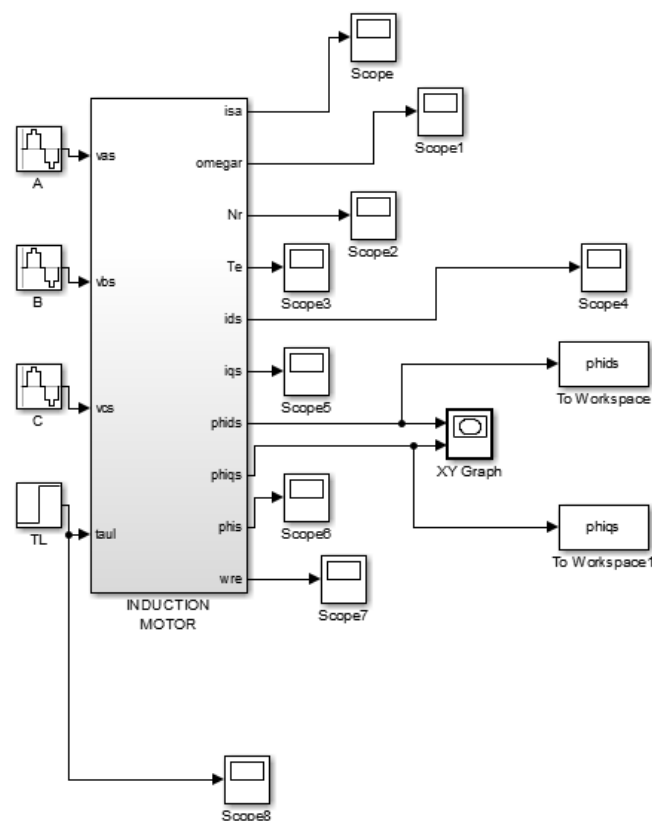 isa
Scope
omegar
Scope1
vas
A
Nr
Scope2
Te
Scope3
vbs
B
ids
Scope4
iqs
Scope5
phids
To Workspace
vcs
C
phids
phiqs
XY Graph
phis
Scope6
phiqs
To Workspace1
taul
TL
wre
Scope7
INDUCTION
MOTOR
Scope8